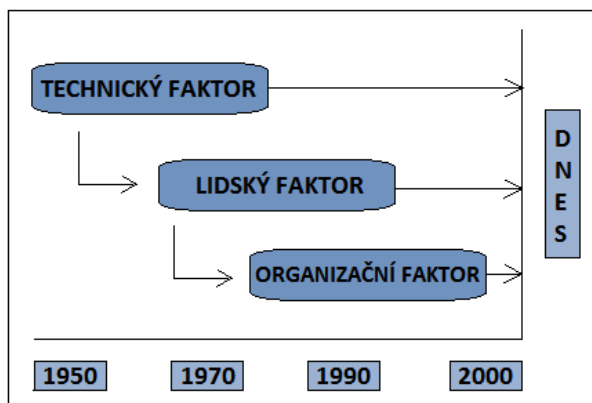 TECHNICKÝ FAKTOR
LIDSKÝ FAKTOR
ORGANIZAČNÍ FAKTOR
D
N
E
S
1950
1970
1990
2000